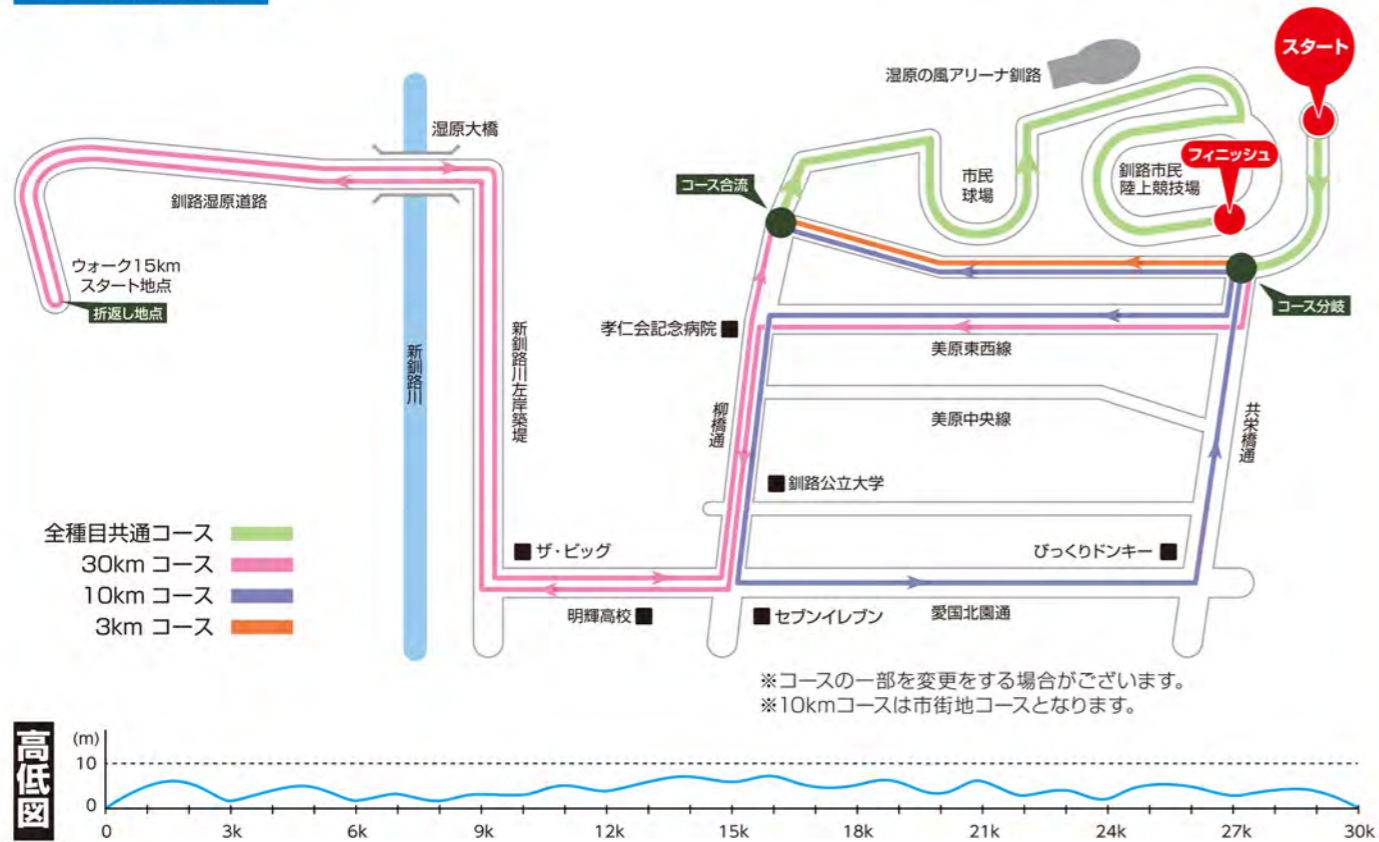 スタート
湿原の風アリーナ釧路
湿原大橋
フィニッシュ
コース合流
市民
球場
釧路市民
陸上競技場
釧路湿原道路
ウォーク15km
スタート地点
折返し地点
コース分岐
孝仁会記念病院
美原東西線
新釧路川
新釧路川左岸築堤
柳橋通
美原中央線
共栄橋通
釧路公立大学
全種目共通コース
30km コース
10km コース
3km コース
ザ・ビッグ
びっくりドンキー
明輝高校
セブンイレブン
愛国北園通
※コースの一部を変更をする場合がございます。
※10kmコースは市街地コースとなります。
高低図
(m)
10
0
0 3k 6k 9k 12k 15k 18k 21k 24k 27k 30k